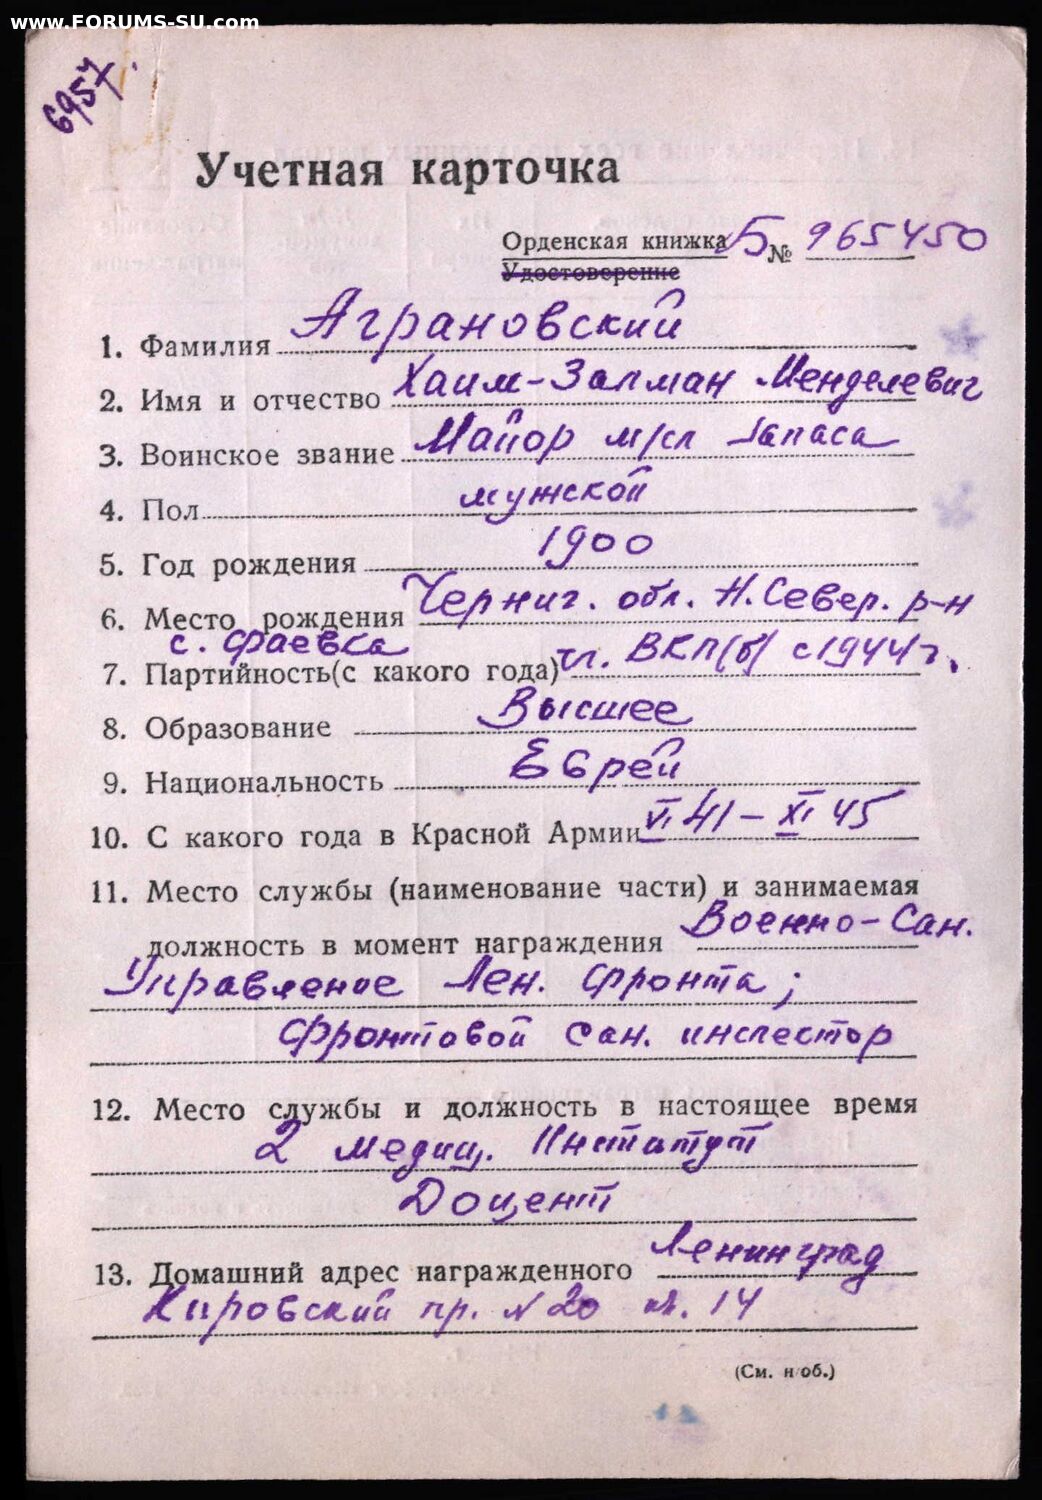 www.FORUMS-SU.com
6957
Учетная карточка
Орденская книжка Б № 965450
Удостоверение
1. Фамилия Аграновский
2. Имя и отчество Хаим-Залман Менделевич
3. Воинское звание Майор м/сл запаса
4. Пол мужской
5. Год рождения 1900
6. Место рождения Черниг. обл. Н.Север. р-н
с. Фаевка
7. Партийность(с какого года) чл. ВКП(б) с 1944 г.
8. Образование Высшее
9. Национальность Еврей
10. С какого года в Красной Армии VI 41 – XI 45
11. Место службы (наименование части) и занимаемая
должность в момент награждения Военно-Сан.
Управление Лен. Фронта;
фронтовой сан. инспектор
12. Место службы и должность в настоящее время
2 медиц. Институт
Доцент
13. Домашний адрес награжденного Ленинград
Кировский пр. № 20 кв. 14
(См. н об.)